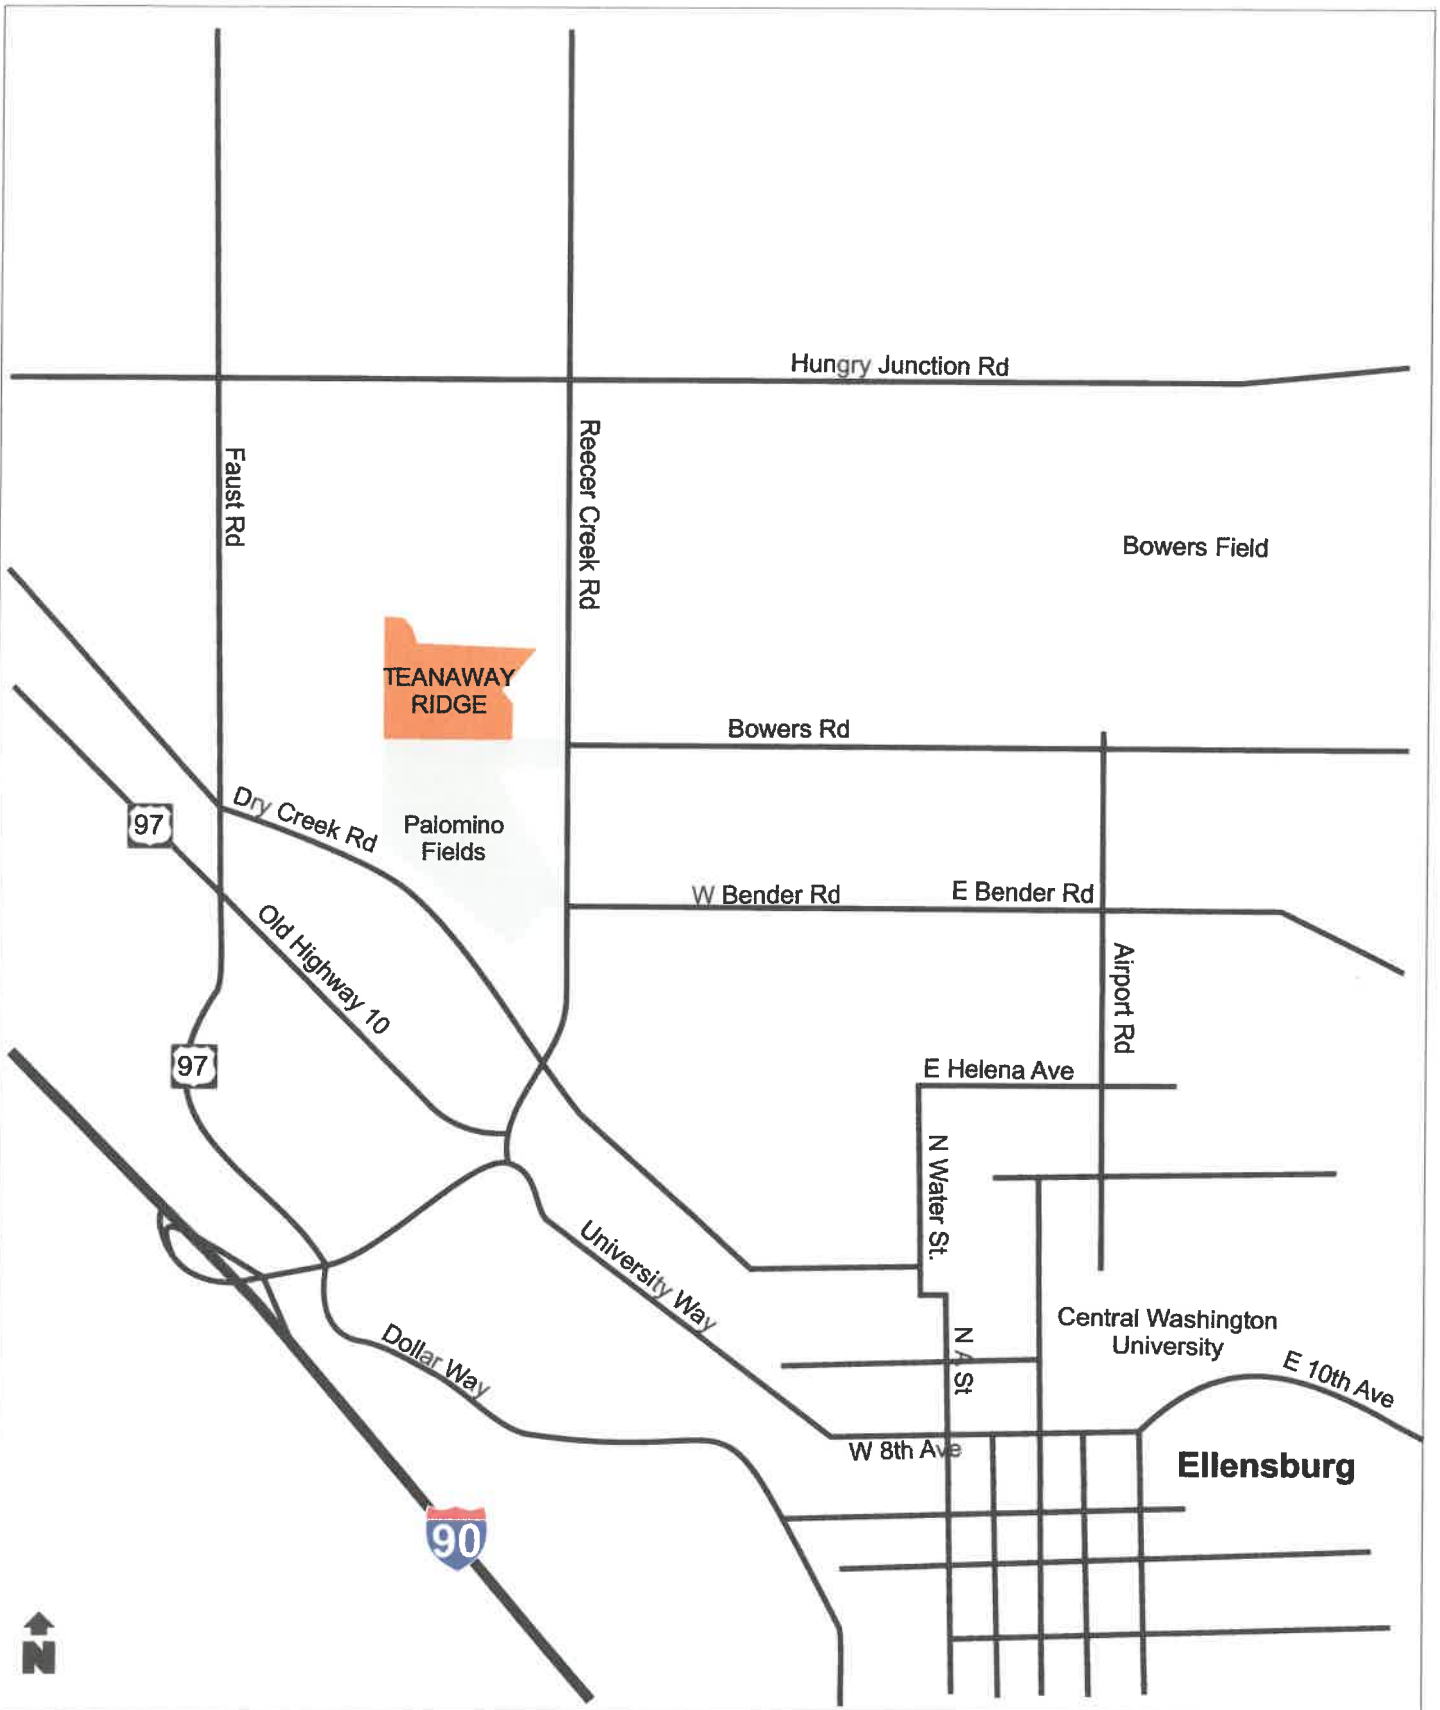 Hungry Junction Rd
Faust Rd
Reecer Creek Rd
Bowers Field
TEANAWAY
RIDGE
Bowers Rd
97
Dry Creek Rd
Palomino
Fields
W Bender Rd
E Bender Rd
Old Highway 10
Airport Rd
97
E Helena Ave
N Water St.
University Way
Central Washington
University
Dollar Way
N A St
E 10th Ave
W 8th Ave
Ellensburg
90
N